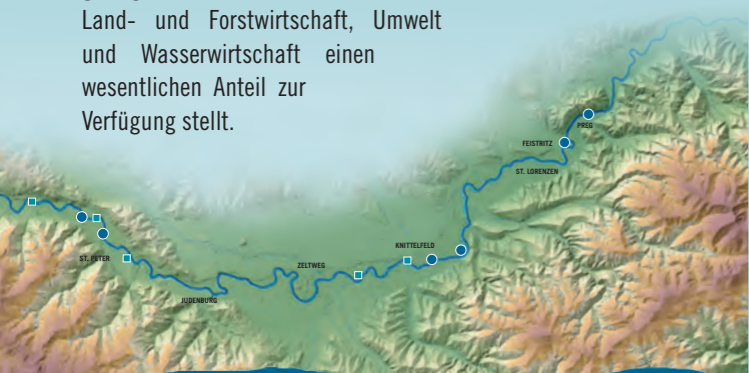 Land- und Forstwirtschaft, Umwelt
und Wasserwirtschaft einen
wesentlichen Anteil zur
Verfügung stellt.
PREG
FEISTRITZ
ST. LORENZEN
KNITTELFELD
ST. PETER
ZELTWEG
JUDENBURG